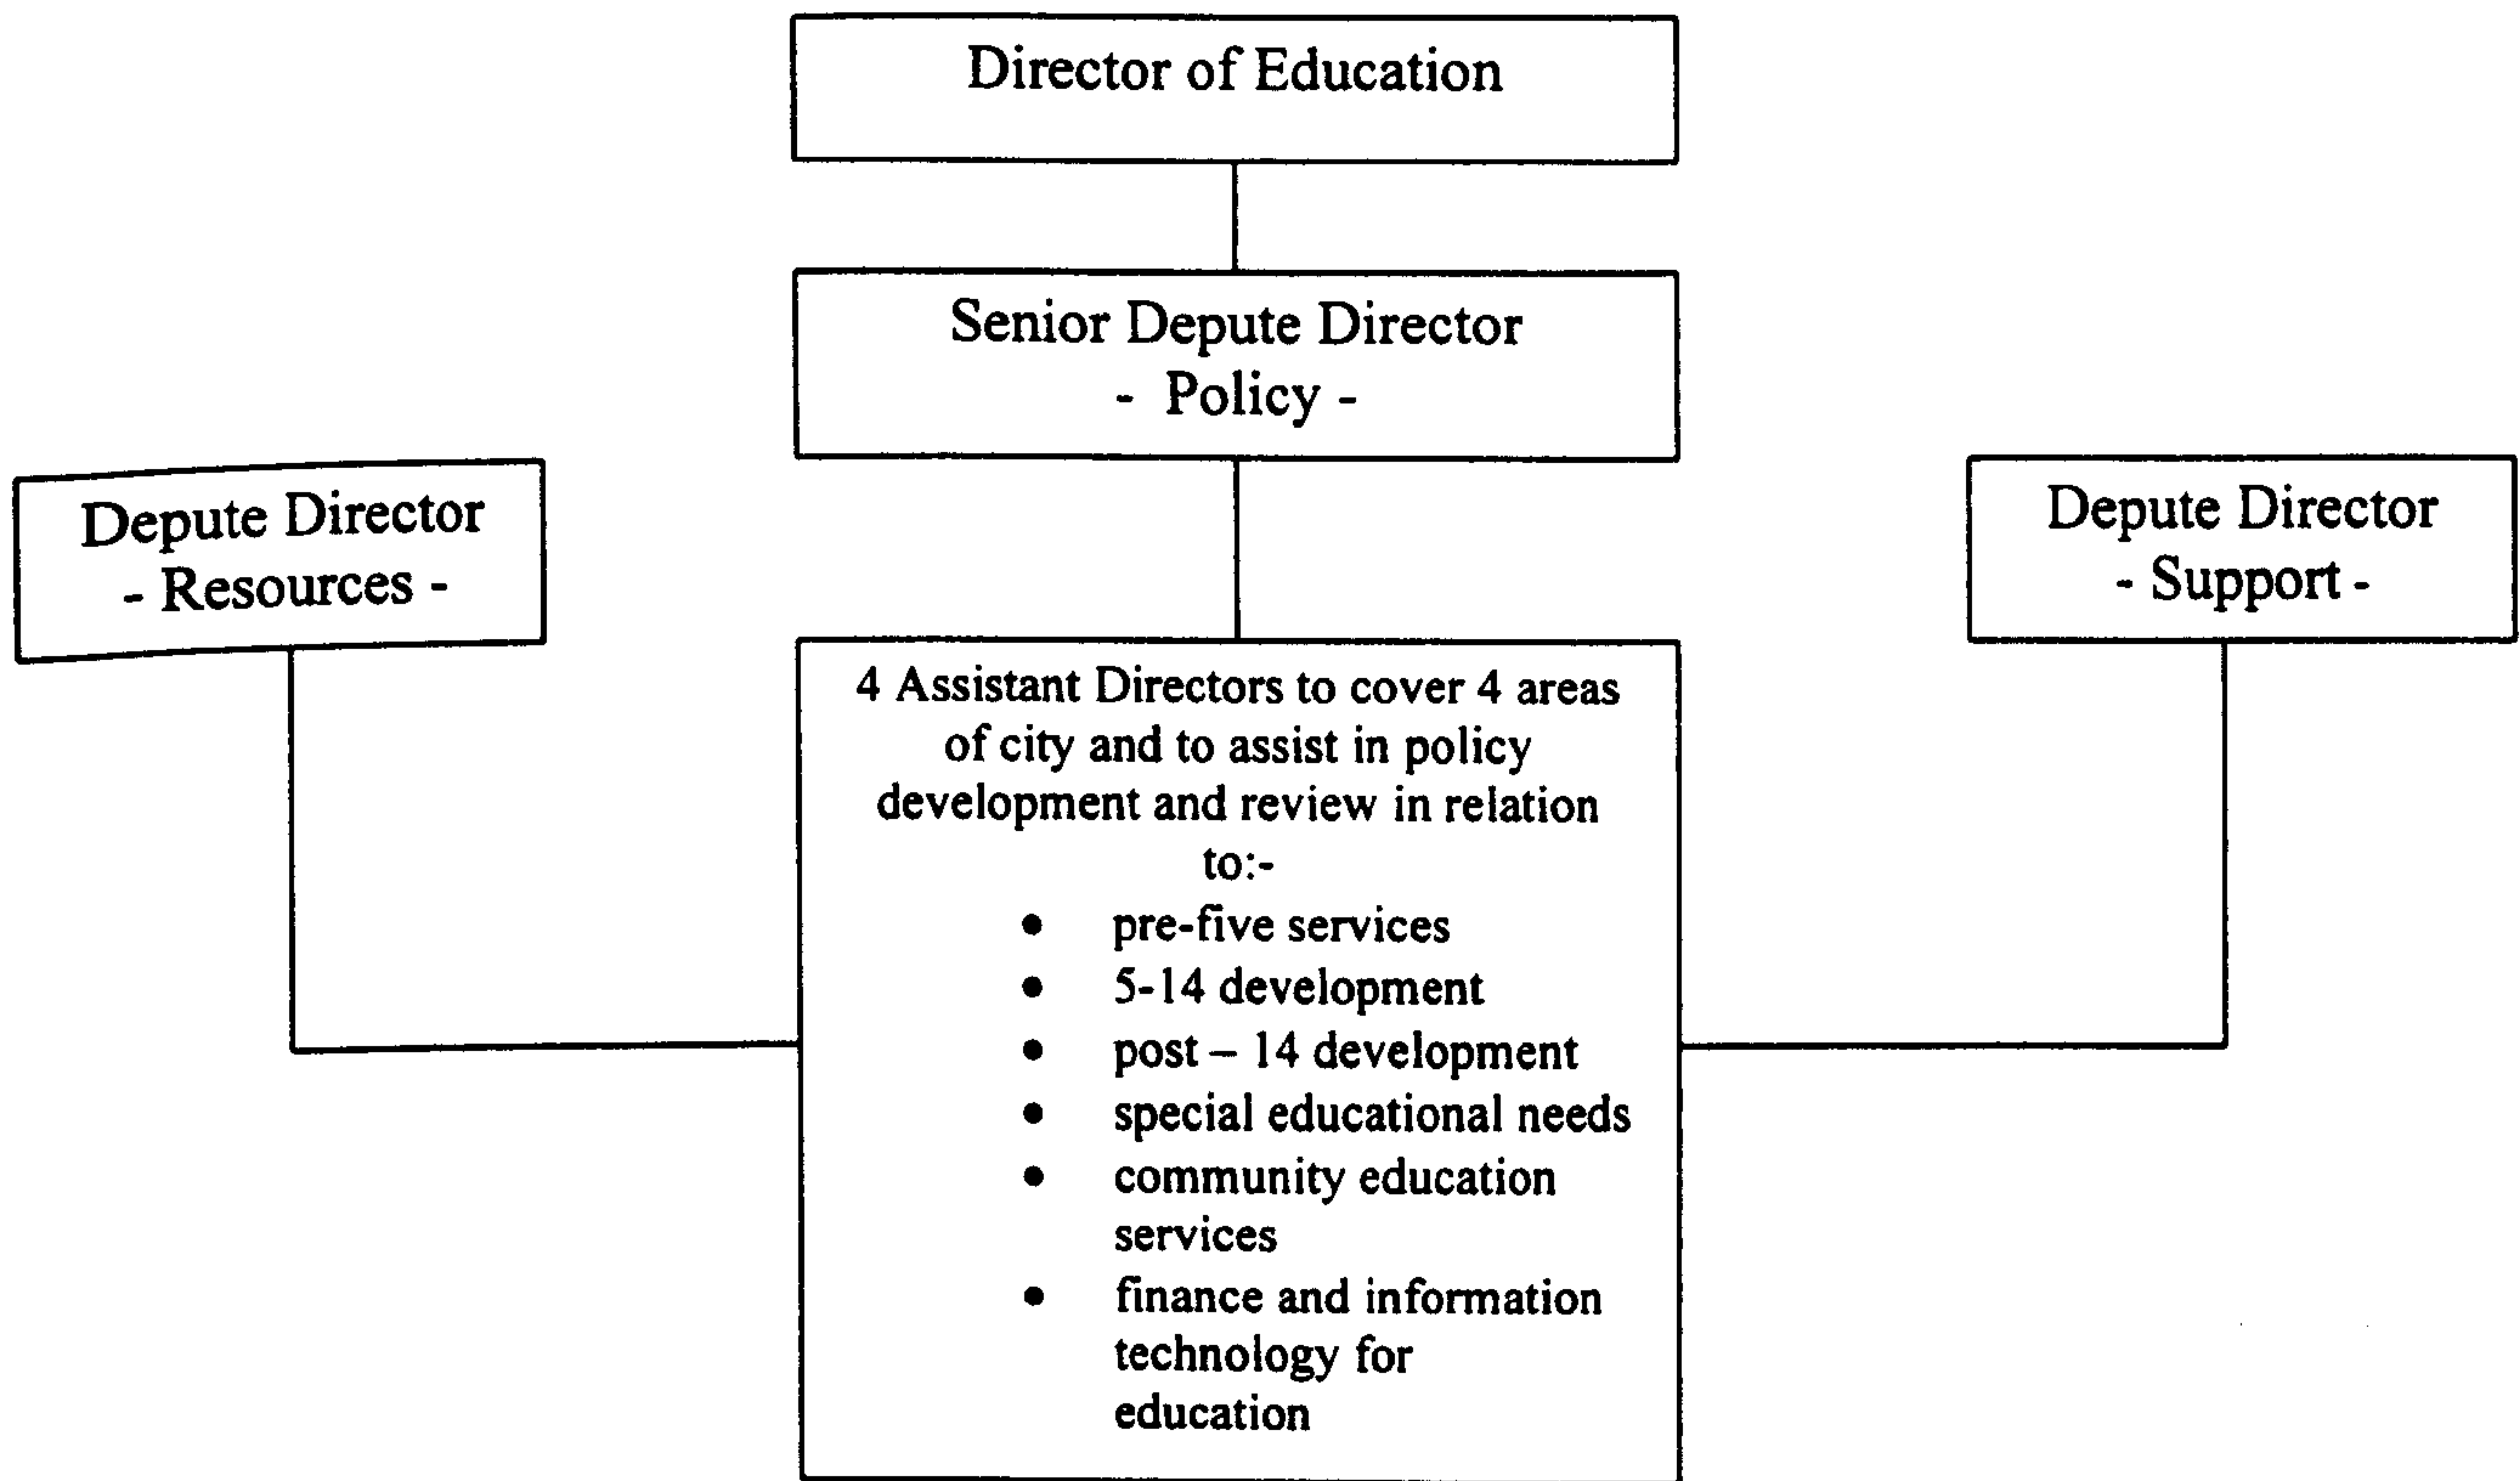 Director of Education
Senior Depute Director
- Policy -
Depute Director
- Resources -
Depute Director
- Support -
4 Assistant Directors to cover 4 areas
of city and to assist in policy
development and review in relation
to:-
• pre-five services
• 5-14 development
• post – 14 development
• special educational needs
• community education
services
• finance and information
technology for
education